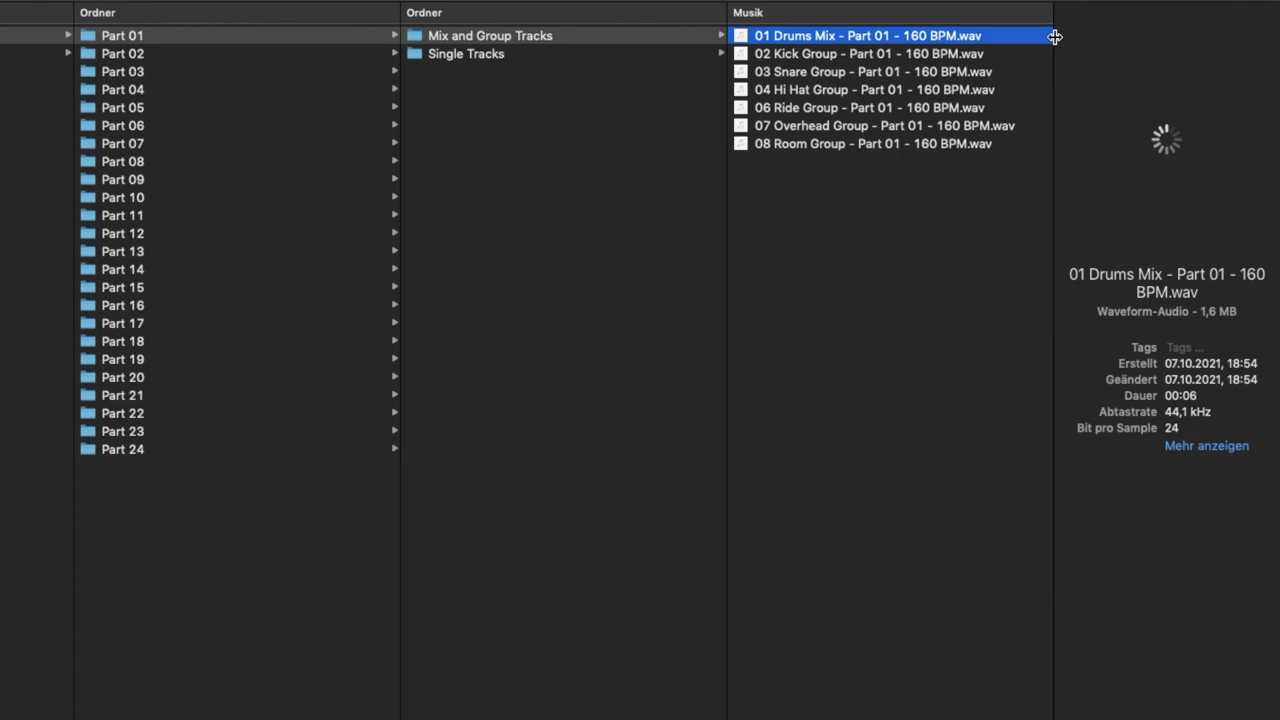 Ordner
Part 01
Part 02
Part 03
Part 04
Part 05
Part 06
Part 07
Part 08
Part 09
Part 10
Part 11
Part 12
Part 13
Part 14
Part 15
Part 16
Part 17
Part 18
Part 19
Part 20
Part 21
Part 22
Part 23
Part 24
Ordner
Mix and Group Tracks
Single Tracks
Musik
01 Drums Mix - Part 01 - 160 BPM.wav
02 Kick Group - Part 01 - 160 BPM.wav
03 Snare Group - Part 01 - 160 BPM.wav
04 Hi Hat Group - Part 01 - 160 BPM.wav
06 Ride Group - Part 01 - 160 BPM.wav
07 Overhead Group - Part 01 - 160 BPM.wav
08 Room Group - Part 01 - 160 BPM.wav
01 Drums Mix - Part 01 - 160
BPM.wav
Waveform-Audio - 1,6 MB
Tags Tags ...
Erstellt 07.10.2021, 18:54
Geändert 07.10.2021, 18:54
Dauer 00:06
Abtastrate 44,1 kHz
Bit pro Sample 24
Mehr anzeigen